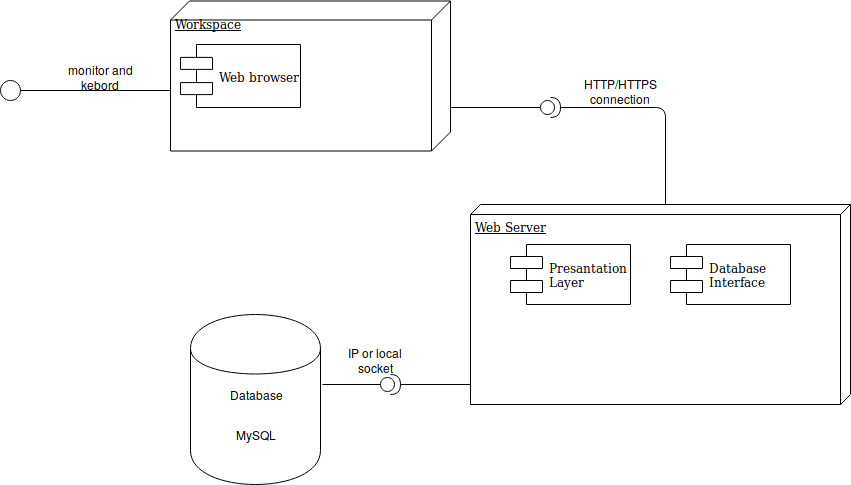 Workspace
Web browser
monitor and
kebord
HTTP/HTTPS
connection
Web Server
Presantation
Layer
Database
Interface
IP or local
socket
Database
MySQL